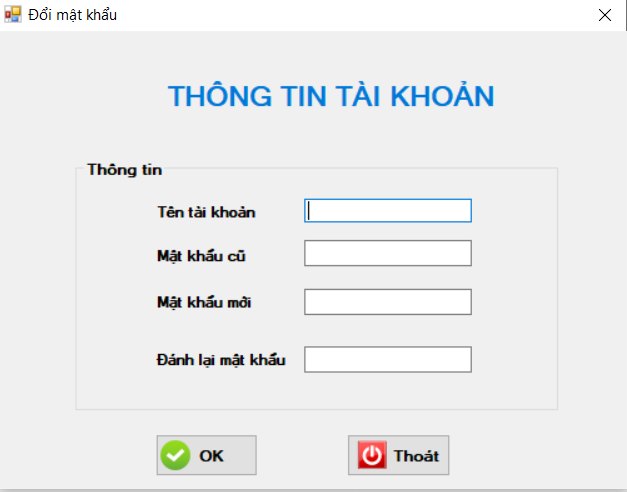 Đổi mật khẩu
THÔNG TIN TÀI KHOẢN
Thông tin
Tên tài khoản
Mật khẩu cũ
Mật khẩu mới
Đánh lại mật khẩu
OK
Thoát